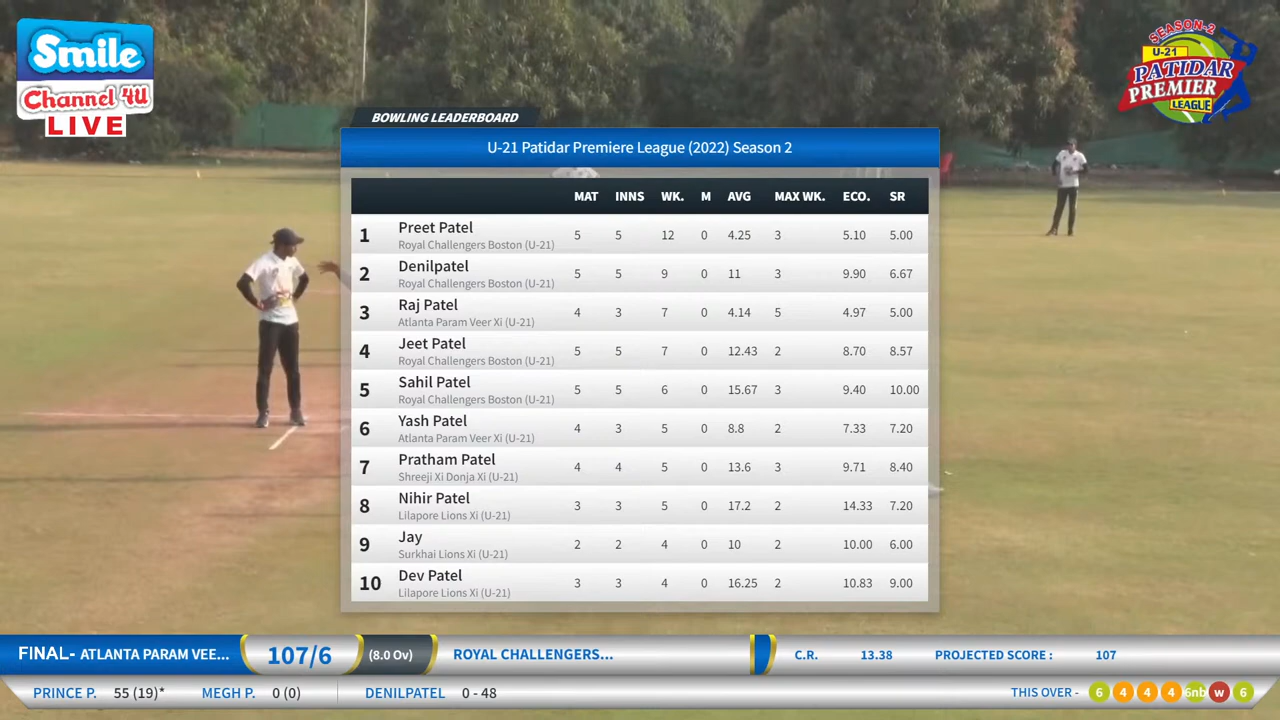 Smile
Channel 4U
LIVE
SEASON-2
U-21
PATIDAR
PREMIER
LEAGUE
BOWLING LEADERBOARD
U-21 Patidar Premiere League (2022) Season 2
MAT INNS WK. M AVG MAX WK. ECO. SR
1 Preet Patel 5 5 12 0 4.25 3 5.10 5.00
Royal Challengers Boston (U-21)
2 Denilpatel 5 5 9 0 11 3 9.90 6.67
Royal Challengers Boston (U-21)
3 Raj Patel 4 3 7 0 4.14 5 4.97 5.00
Atlanta Param Veer Xi (U-21)
4 Jeet Patel 5 5 7 0 12.43 2 8.70 8.57
Royal Challengers Boston (U-21)
5 Sahil Patel 5 5 6 0 15.67 3 9.40 10.00
Royal Challengers Boston (U-21)
6 Yash Patel 4 3 5 0 8.8 2 7.33 7.20
Atlanta Param Veer Xi (U-21)
7 Pratham Patel 4 4 5 0 13.6 3 9.71 8.40
Shreeji Xi Donja Xi (U-21)
8 Nihir Patel 3 3 5 0 17.2 2 14.33 7.20
Lilapore Lions Xi (U-21)
9 Jay 2 2 4 0 10 2 10.00 6.00
Surkhai Lions Xi (U-21)
10 Dev Patel 3 3 4 0 16.25 2 10.83 9.00
Lilapore Lions Xi (U-21)
FINAL- ATLANTA PARAM VEE... 107/6 (8.0 Ov) ROYAL CHALLENGERS... C.R. 13.38 PROJECTED SCORE : 107
PRINCE P. 55 (19)* MEGH P. 0 (0) DENILPATEL 0 - 48 THIS OVER - 6 4 4 4 6nb w 6